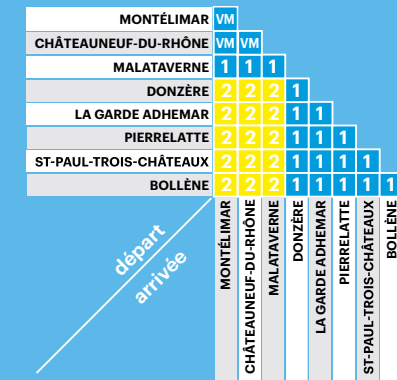 MONTÉLIMAR VM
CHÂTEAUNEUF-DU-RHÔNE VM VM
MALATAVERNE 1 1 1
DONZÈRE 2 2 2 1
LA GARDE ADHEMAR 2 2 2 1 1
PIERRELATTE 2 2 2 1 1 1
ST-PAUL-TROIS-CHÂTEAUX 2 2 2 1 1 1 1
BOLLÈNE 2 2 2 1 1 1 1 1
départ
arrivée
MONTÉLIMAR
CHÂTEAUNEUF-DU-RHÔNE
MALATAVERNE
DONZÈRE
LA GARDE ADHEMAR
PIERRELATTE
ST-PAUL-TROIS-CHÂTEAUX
BOLLÈNE